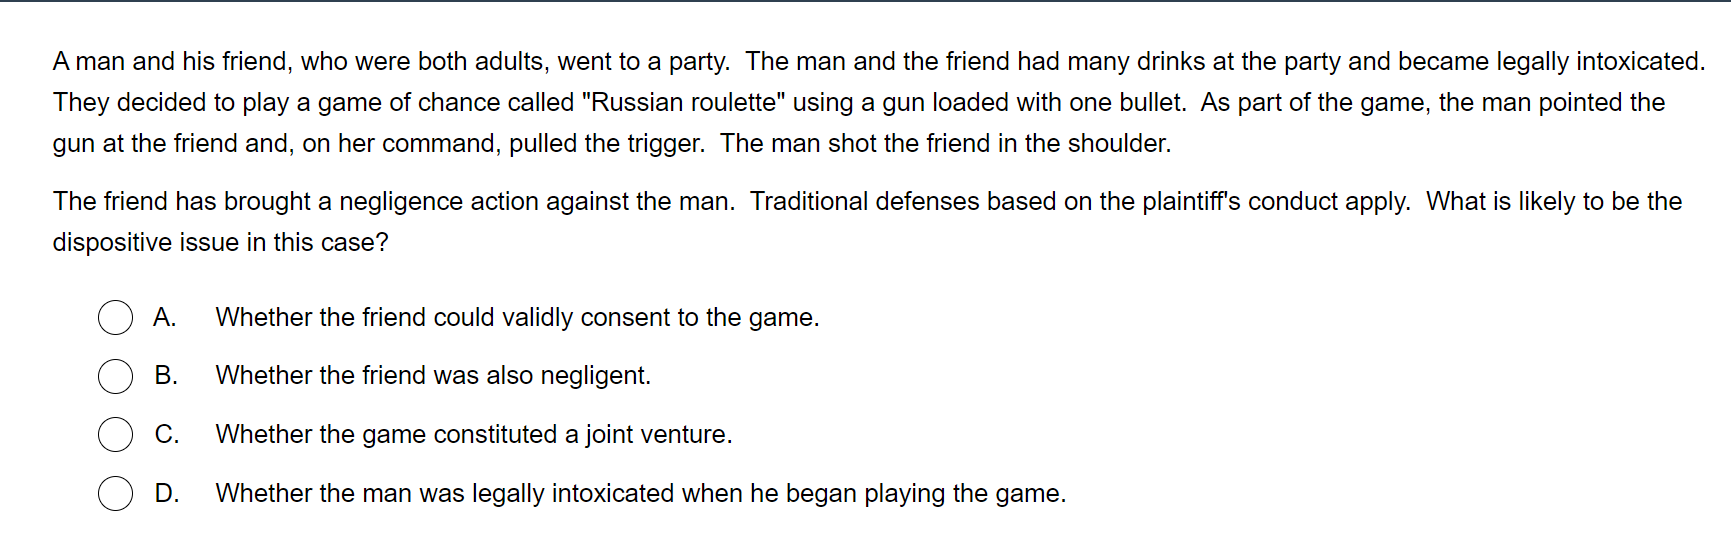 A man and his friend, who were both adults, went to a party.  The man and the friend had many drinks at the party and became legally intoxicated.
They decided to play a game of chance called "Russian roulette" using a gun loaded with one bullet.  As part of the game, the man pointed the
gun at the friend and, on her command, pulled the trigger.  The man shot the friend in the shoulder.
The friend has brought a negligence action against the man.  Traditional defenses based on the plaintiff's conduct apply.  What is likely to be the
dispositive issue in this case?
A. Whether the friend could validly consent to the game.
B. Whether the friend was also negligent.
C. Whether the game constituted a joint venture.
D. Whether the man was legally intoxicated when he began playing the game.